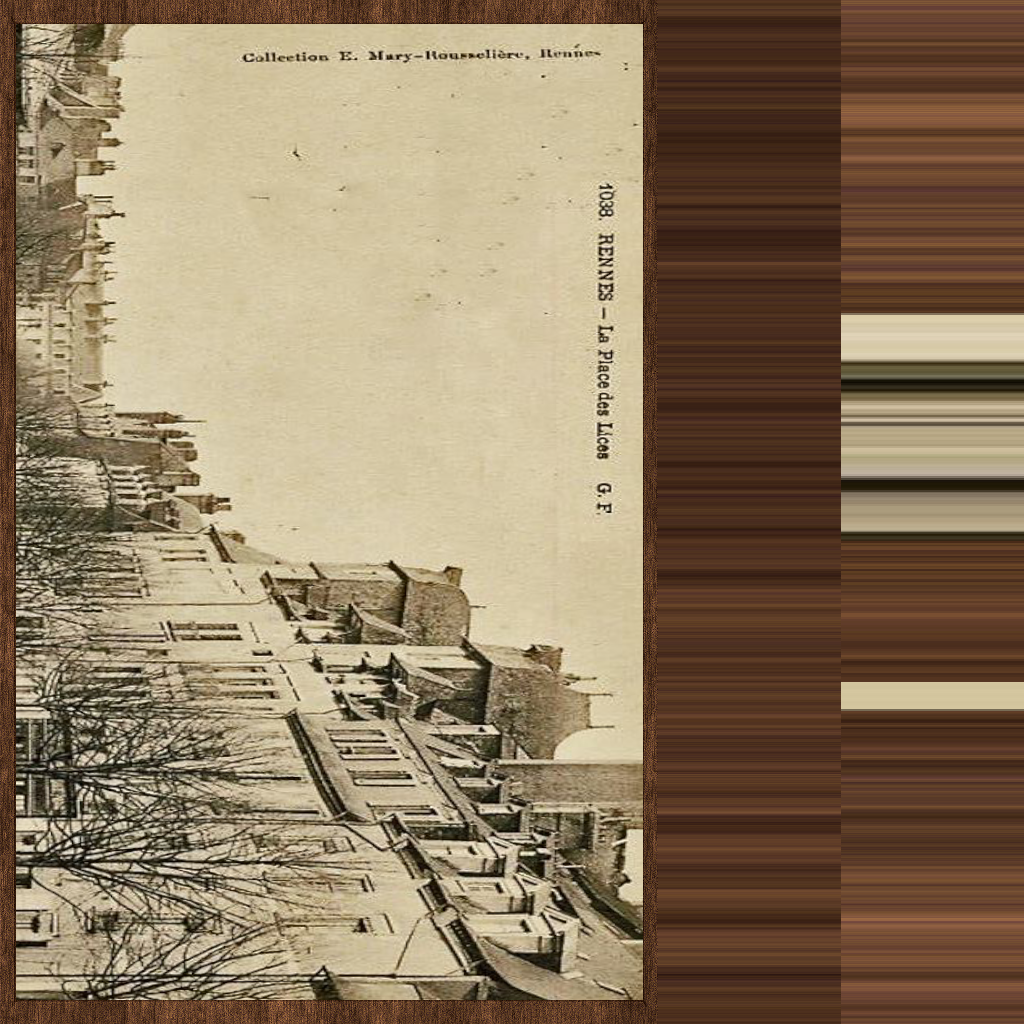 Collection E. Mary-Rousselière, Rennes
1038. RENNES – La Place des Lices G. F.